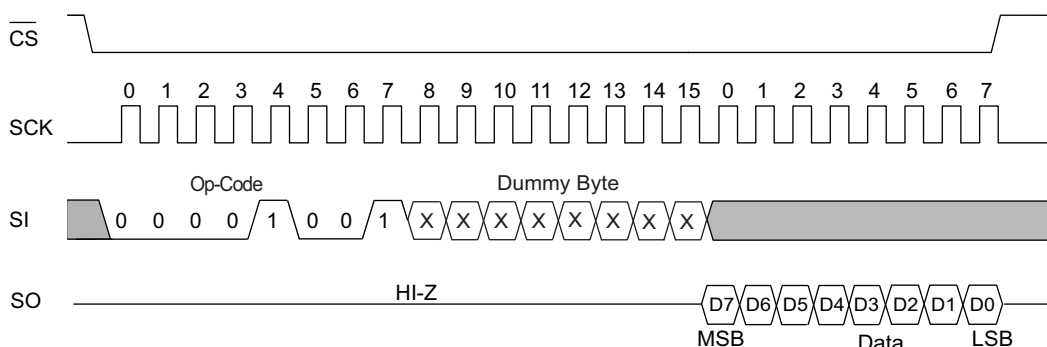 CS
0 1 2 3 4 5 6 7 8 9 10 11 12 13 14 15 0 1 2 3 4 5 6 7
SCK
Op-Code Dummy Byte
SI 0 0 0 0 1 0 0 1 X X X X X X X X
HI-Z
SO D7 D6 D5 D4 D3 D2 D1 D0
MSB Data LSB